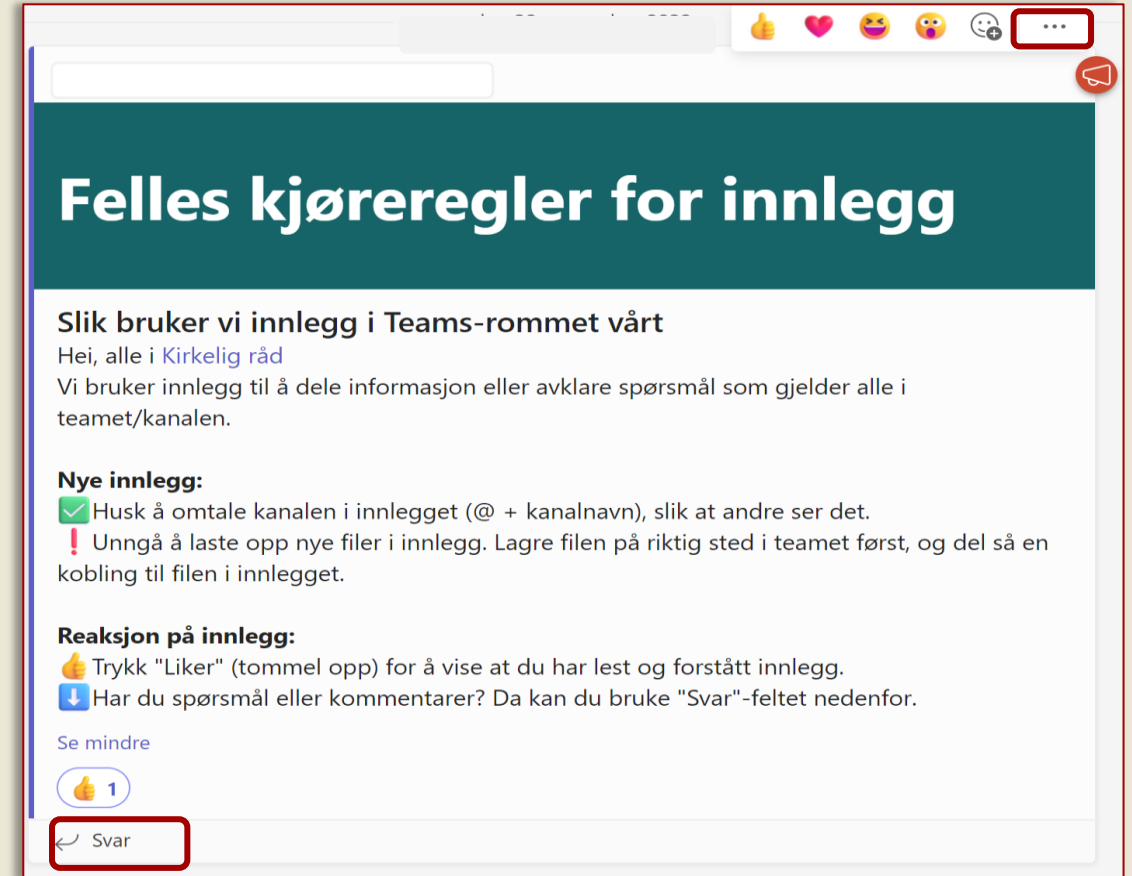 Felles kjøreregler for innlegg
Slik bruker vi innlegg i Teams-rommet vårt
Hei, alle i Kirkelig råd
Vi bruker innlegg til å dele informasjon eller avklare spørsmål som gjelder alle i
teamet/kanalen.
Nye innlegg:
✅Husk å omtale kanalen i innlegget (@ + kanalnavn), slik at andre ser det.
❗ Unngå å laste opp nye filer i innlegg. Lagre filen på riktig sted i teamet først, og del så en
kobling til filen i innlegget.
Reaksjon på innlegg:
👍Trykk "Liker" (tommel opp) for å vise at du har lest og forstått innlegg.
⬇️Har du spørsmål eller kommentarer? Da kan du bruke "Svar"-feltet nedenfor.
Se mindre
👍 1
Svar